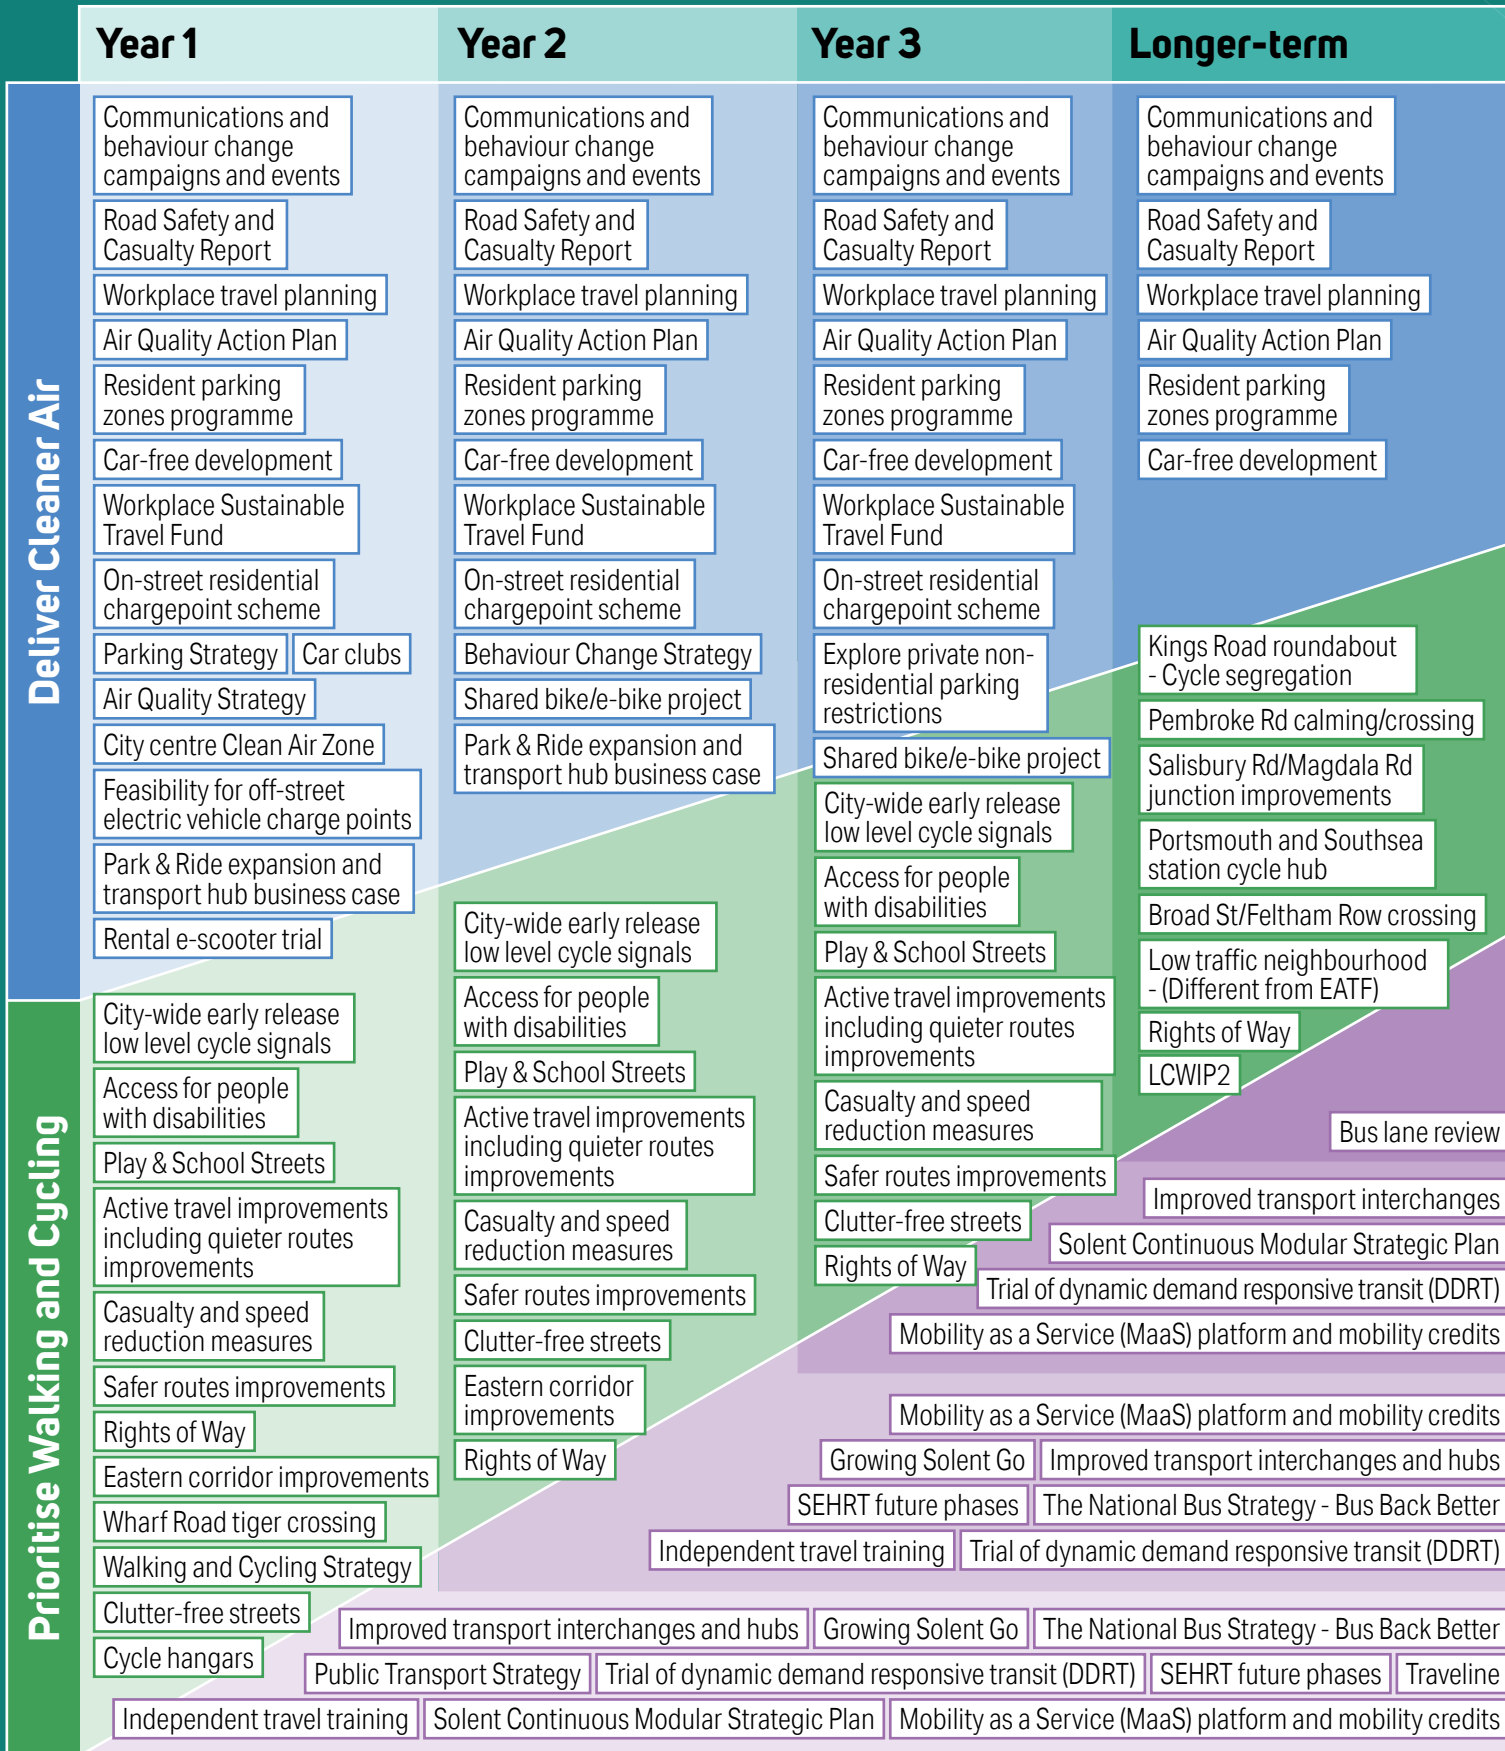 Year 1
Year 2
Year 3
Longer-term
Deliver Cleaner Air
Communications and
behaviour change
campaigns and events
Road Safety and
Casualty Report
Workplace travel planning
Air Quality Action Plan
Resident parking
zones programme
Car-free development
Workplace Sustainable
Travel Fund
On-street residential
chargepoint scheme
Parking Strategy
Car clubs
Air Quality Strategy
City centre Clean Air Zone
Feasibility for off-street
electric vehicle charge points
Park & Ride expansion and
transport hub business case
Rental e-scooter trial
Communications and
behaviour change
campaigns and events
Road Safety and
Casualty Report
Workplace travel planning
Air Quality Action Plan
Resident parking
zones programme
Car-free development
Workplace Sustainable
Travel Fund
On-street residential
chargepoint scheme
Behaviour Change Strategy
Shared bike/e-bike project
Park & Ride expansion and
transport hub business case
Communications and
behaviour change
campaigns and events
Road Safety and
Casualty Report
Workplace travel planning
Air Quality Action Plan
Resident parking
zones programme
Car-free development
Workplace Sustainable
Travel Fund
On-street residential
chargepoint scheme
Explore private non-
residential parking
restrictions
Shared bike/e-bike project
Communications and
behaviour change
campaigns and events
Road Safety and
Casualty Report
Workplace travel planning
Air Quality Action Plan
Resident parking
zones programme
Car-free development
Prioritise Walking and Cycling
City-wide early release
low level cycle signals
Access for people
with disabilities
Play & School Streets
Active travel improvements
including quieter routes
improvements
Casualty and speed
reduction measures
Safer routes improvements
Rights of Way
Eastern corridor improvements
Wharf Road tiger crossing
Walking and Cycling Strategy
Clutter-free streets
Cycle hangars
City-wide early release
low level cycle signals
Access for people
with disabilities
Play & School Streets
Active travel improvements
including quieter routes
improvements
Casualty and speed
reduction measures
Safer routes improvements
Clutter-free streets
Eastern corridor
improvements
Rights of Way
City-wide early release
low level cycle signals
Access for people
with disabilities
Play & School Streets
Active travel improvements
including quieter routes
improvements
Casualty and speed
reduction measures
Safer routes improvements
Clutter-free streets
Rights of Way
Kings Road roundabout
- Cycle segregation
Pembroke Rd calming/crossing
Salisbury Rd/Magdala Rd
junction improvements
Portsmouth and Southsea
station cycle hub
Broad St/Feltham Row crossing
Low traffic neighbourhood
- (Different from EATF)
Rights of Way
LCWIP2
Bus lane review
Improved transport interchanges
Solent Continuous Modular Strategic Plan
Trial of dynamic demand responsive transit (DDRT)
Mobility as a Service (MaaS) platform and mobility credits
Mobility as a Service (MaaS) platform and mobility credits
Growing Solent Go
Improved transport interchanges and hubs
SEHRT future phases
The National Bus Strategy - Bus Back Better
Independent travel training
Trial of dynamic demand responsive transit (DDRT)
Improved transport interchanges and hubs
Growing Solent Go
The National Bus Strategy - Bus Back Better
Public Transport Strategy
Trial of dynamic demand responsive transit (DDRT)
SEHRT future phases
Traveline
Independent travel training
Solent Continuous Modular Strategic Plan
Mobility as a Service (MaaS) platform and mobility credits